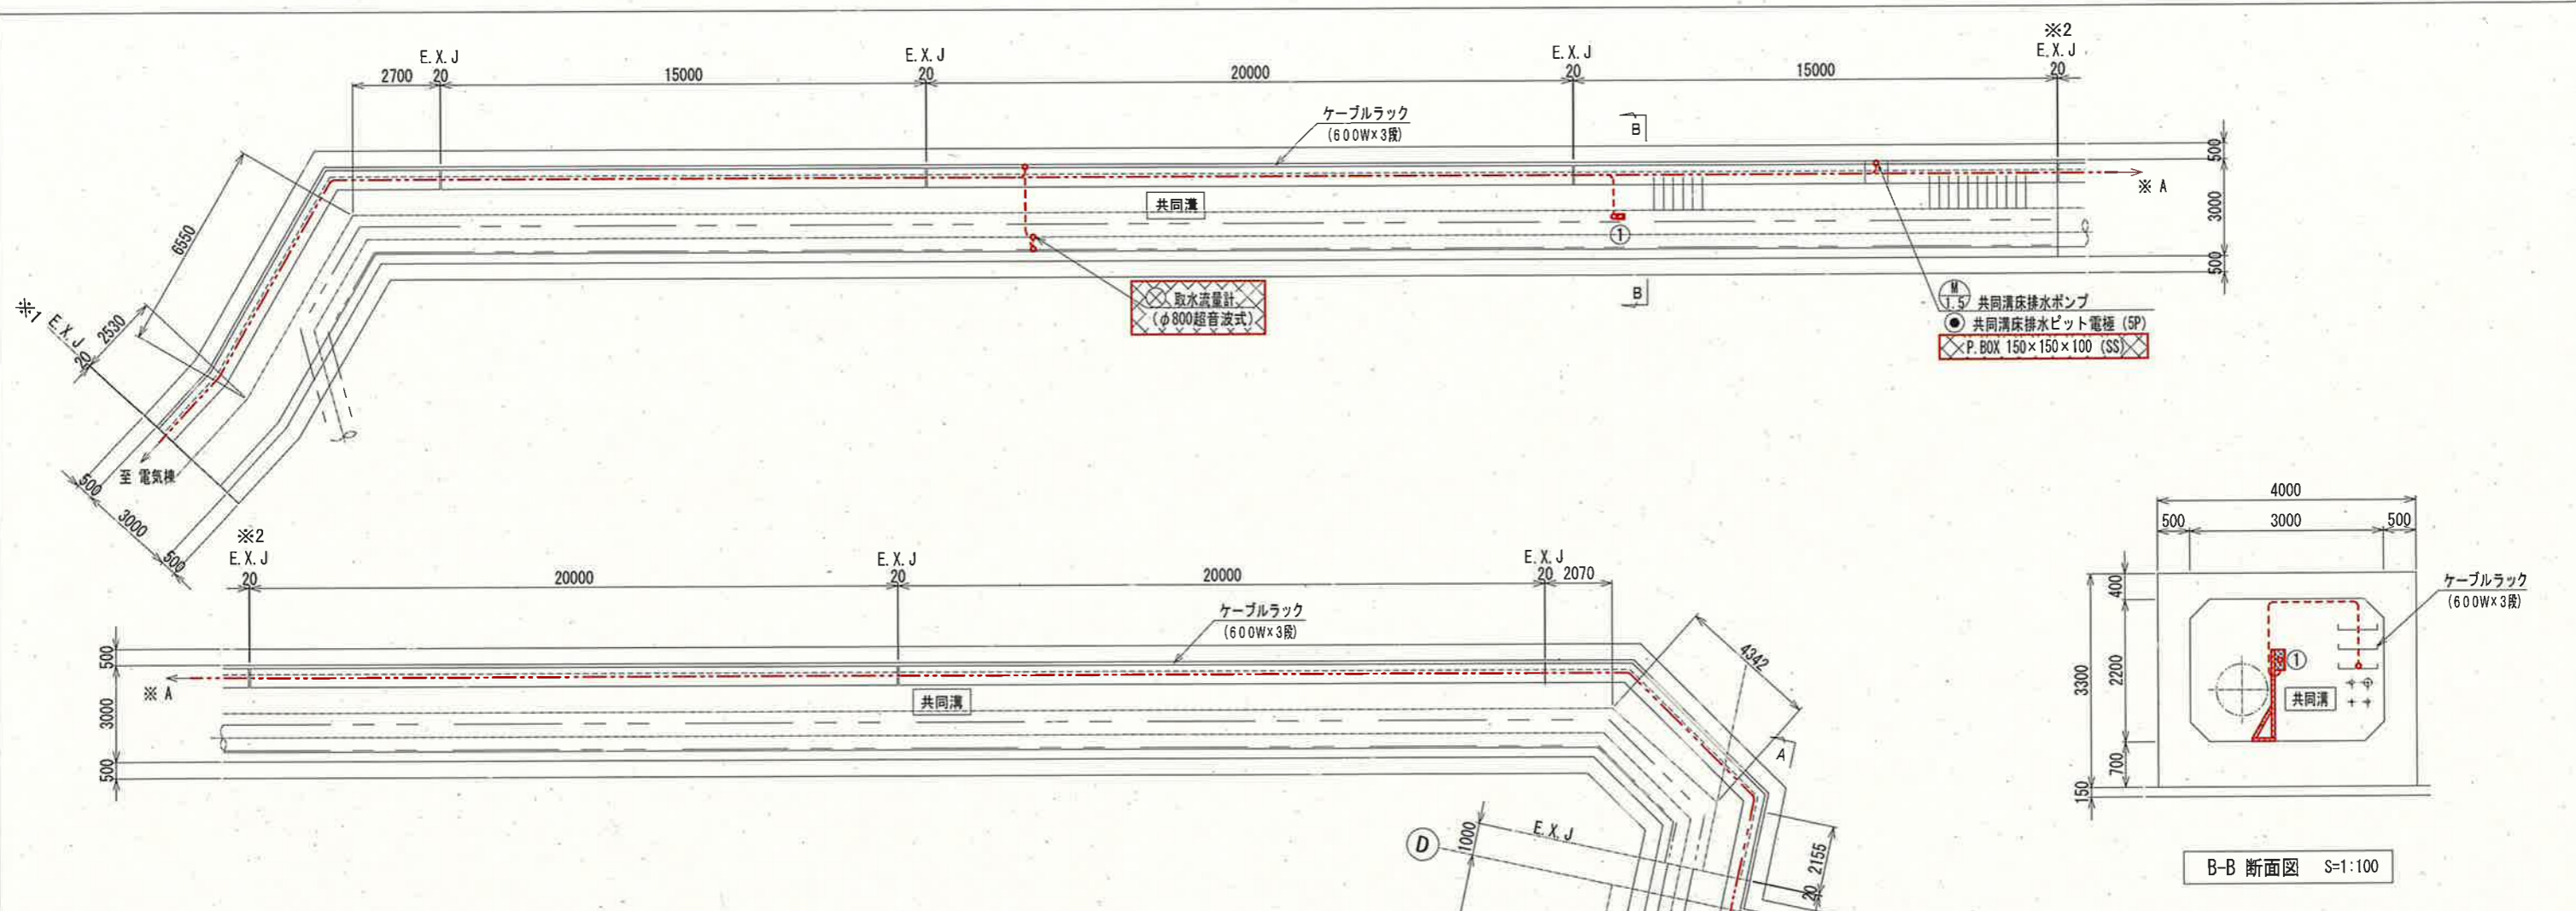 ※2
E.X.J
E.X.J
E.X.J
E.X.J
2700
20
15000
20
20000
20
15000
20
ケーブルラック
(600W×3段)
B
500
6550
※ A
共同溝
3000
①
500
B
取水流量計
(φ800超音波式)
M
1.5
共同溝床排水ポンプ
共同溝床排水ピット電極 (5P)
P.BOX 150×150×100 (SS)
※1 E.X.J
20
2530
至 電気棟
500
3000
500
※2
E.X.J
E.X.J
E.X.J
20
20000
20
20000
20
2070
ケーブルラック
(600W×3段)
500
4342
※ A
3000
共同溝
500
A
1000
E.X.J
D
2155
20
4000
500
3000
500
ケーブルラック
(600W×3段)
400
3300
2200
①
共同溝
700
150
B-B 断面図 S=1:100